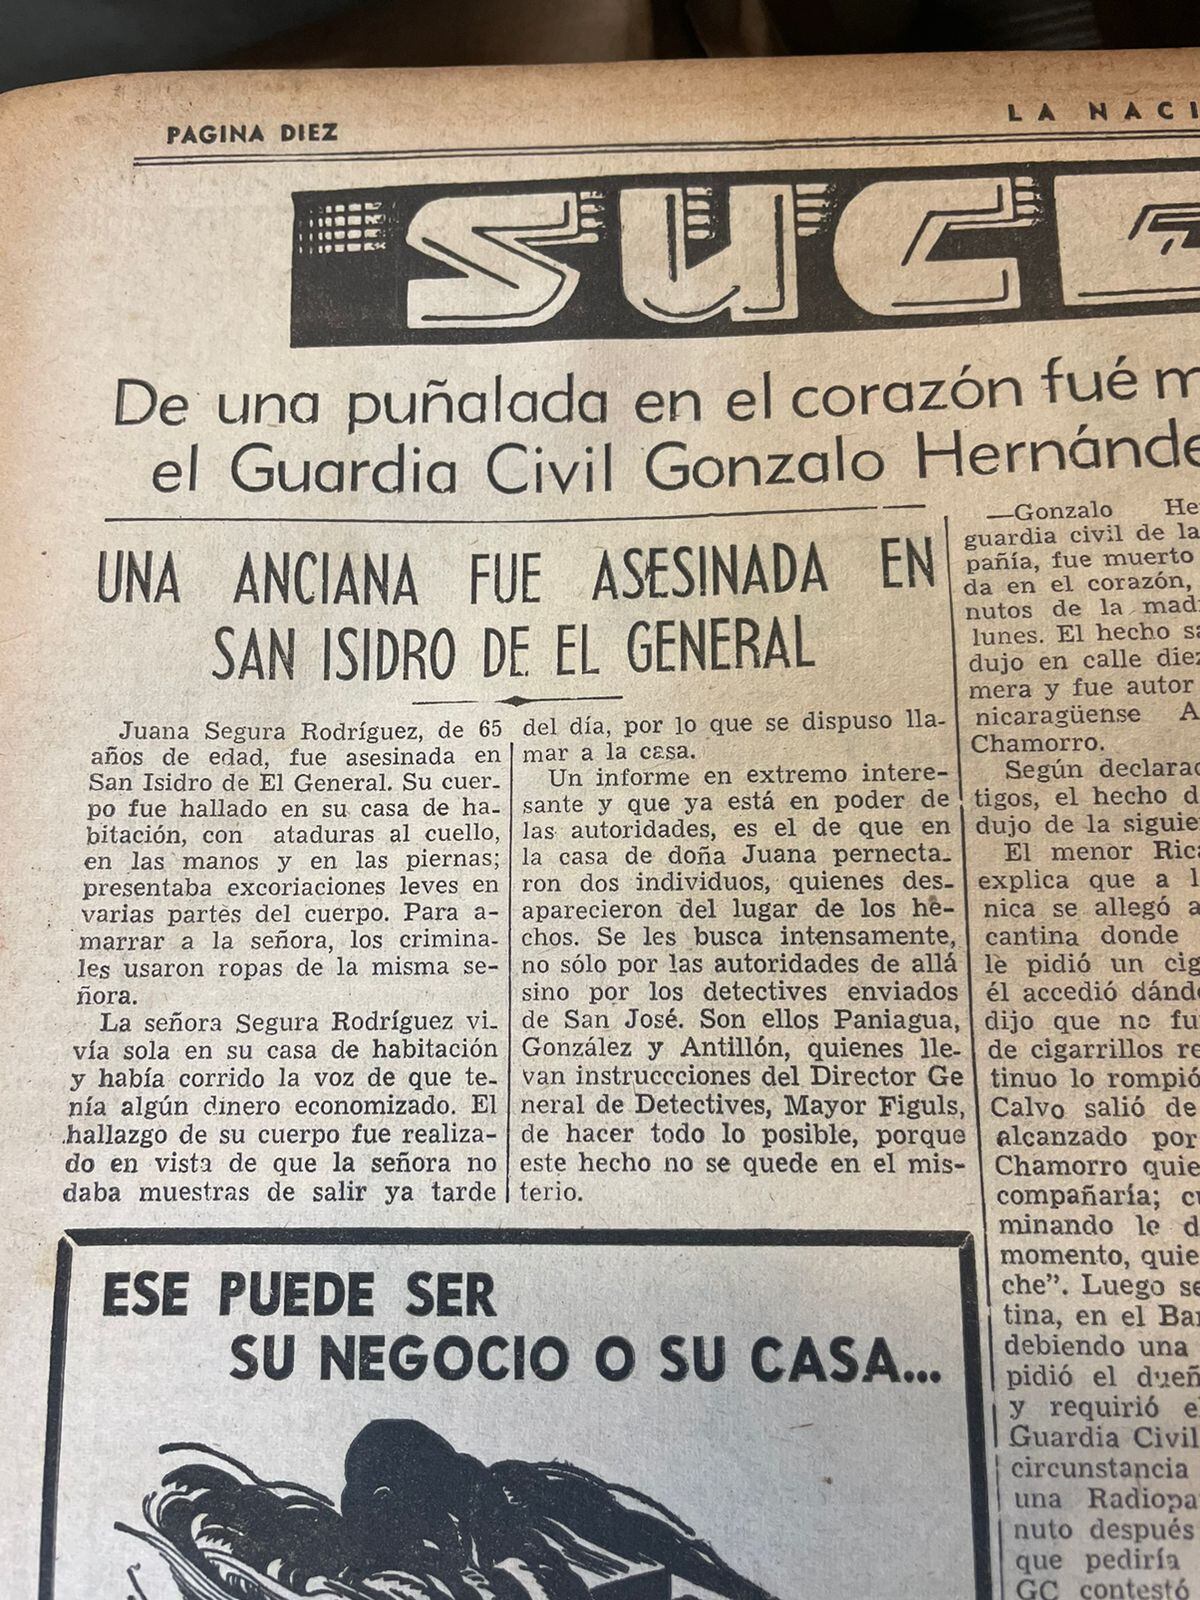 PAGINA DIEZ
LA NACI
SUCE
De una puñalada en el corazón fué m
el Guardia Civil Gonzalo Hernánde
UNA ANCIANA FUE ASESINADA EN
SAN ISIDRO DE EL GENERAL
Juana Segura Rodríguez, de 65
años de edad, fue asesinada en
San Isidro de El General. Su cuer-
po fue hallado en su casa de ha-
bitación, con ataduras al cuello,
en las manos y en las piernas;
presentaba excoriaciones leves en
varias partes del cuerpo. Para a-
marrar a la señora, los crimina-
les usaron ropas de la misma se-
ñora.
La señora Segura Rodríguez vi-
vía sola en su casa de habitación
y había corrido la voz de que te-
nía algún dinero economizado. El
hallazgo de su cuerpo fue realiza-
do en vista de que la señora no
daba muestras de salir ya tarde
del día, por lo que se dispuso lla-
mar a la casa.
Un informe en extremo intere-
sante y que ya está en poder de
las autoridades, es el de que en
la casa de doña Juana pernecta-
ron dos individuos, quienes des-
aparecieron del lugar de los he-
chos. Se les busca intensamente,
no sólo por las autoridades de allá
sino por los detectives enviados
de San José. Son ellos Paniagua,
González y Antillón, quienes lle-
van instruccciones del Director Ge
neral de Detectives, Mayor Figuls,
de hacer todo lo posible, porque
este hecho no se quede en el mis-
terio.
—Gonzalo He
guardia civil de la
pañía, fue muerto
da en el corazón,
nutos de la mad
lunes. El hecho sa
dujo en calle diez
mera y fue autor
nicaragüense A
Chamorro.
Según declarac
tigos, el hecho d
dujo de la siguie
El menor Rica
explica que a l
nica se allegó a
cantina donde
le pidió un cig
él accedió dánd
dijo que no fu
de cigarrillos re
tinuo lo rompió
Calvo salió de
alcanzado por
Chamorro quie
compañaría; cu
minando le d
momento, quie
che". Luego se
tina, en el Bar
debiendo una
pidió el dueñ
y requirió e
Guardia Civil
circunstancia
una Radiopa
nuto después
que pediría
GC contestó
ESE PUEDE SER
SU NEGOCIO O SU CASA...